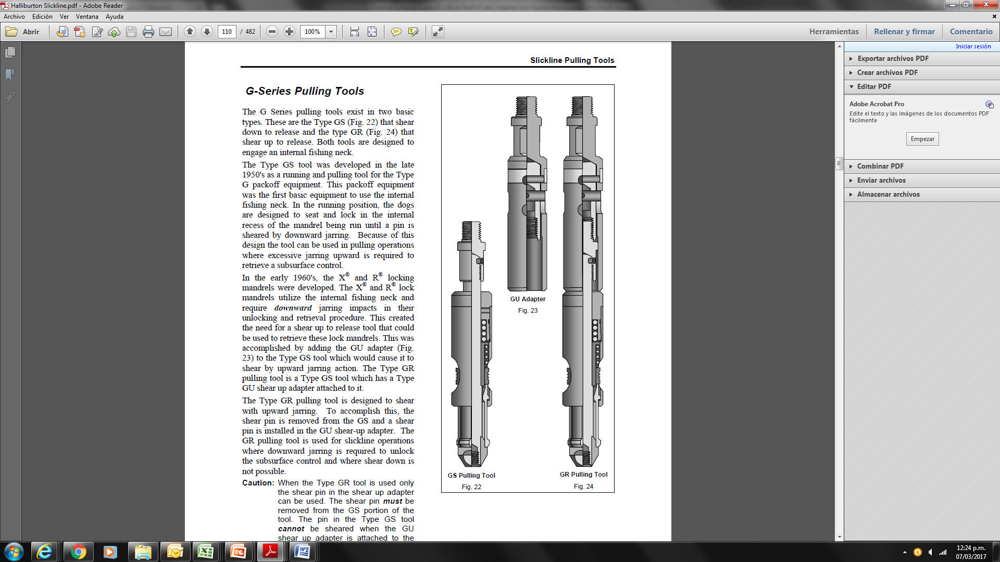 Halliburton Slickline.pdf - Adobe Reader
Archivo Edición Ver Ventana Ayuda
Abrir 110 / 482 100% Herramientas Rellenar y firmar Comentario
Iniciar sesión
Exportar archivos PDF
Crear archivos PDF
Editar PDF
Adobe Acrobat Pro
Edite el texto y las imágenes de los documentos PDF
fácilmente
Empezar
Combinar PDF
Enviar archivos
Almacenar archivos
Slickline Pulling Tools
G-Series Pulling Tools
The G Series pulling tools exist in two basic
types. These are the Type GS (Fig. 22) that shear
down to release and the type GR (Fig. 24) that
shear up to release. Both tools are designed to
engage an internal fishing neck.
The Type GS tool was developed in the late
1950's as a running and pulling tool for the Type
G packoff equipment. This packoff equipment
was the first basic equipment to use the internal
fishing neck. In the running position, the dogs
are designed to seat and lock in the internal
recess of the mandrel being run until a pin is
sheared by downward jarring. Because of this
design the tool can be used in pulling operations
where excessive jarring upward is required to
retrieve a subsurface control.
In the early 1960's, the X® and R® locking
mandrels were developed. The X® and R® lock
mandrels utilize the internal fishing neck and
require downward jarring impacts in their
unlocking and retrieval procedure. This created
the need for a shear up to release tool that could
be used to retrieve these lock mandrels. This was
accomplished by adding the GU adapter (Fig.
23) to the Type GS tool which would cause it to
shear by upward jarring action. The Type GR
pulling tool is a Type GS tool which has a Type
GU shear up adapter attached to it.
The Type GR pulling tool is designed to shear
with upward jarring. To accomplish this, the
shear pin is removed from the GS and a shear
pin is installed in the GU shear-up adapter. The
GR pulling tool is used for slickline operations
where downward jarring is required to unlock
the subsurface control and where shear down is
not possible.
Caution: When the Type GR tool is used only
the shear pin in the shear up adapter
can be used. The shear pin must be
removed from the GS portion of the
tool. The pin in the Type GS tool
cannot be sheared when the GU
shear up adapter is attached to the
GU Adapter
Fig. 23
GS Pulling Tool
Fig. 22
GR Pulling Tool
Fig. 24
12:24 p.m.
07/03/2017